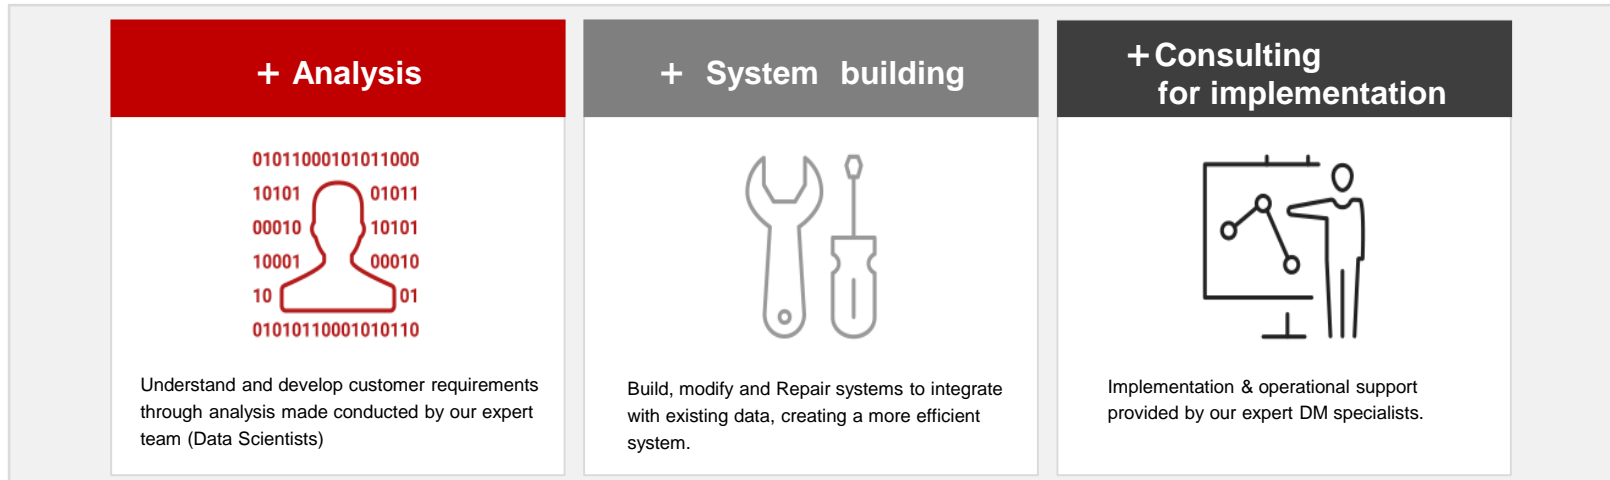 + Analysis
01011000101011000
10101 01011
00010 10101
10001 00010
10 01
01010110001010110
Understand and develop customer requirements
through analysis made conducted by our expert
team (Data Scientists)
+ System building
Build, modify and Repair systems to integrate
with existing data, creating a more efficient
system.
+Consulting
for implementation
Implementation & operational support
provided by our expert DM specialists.